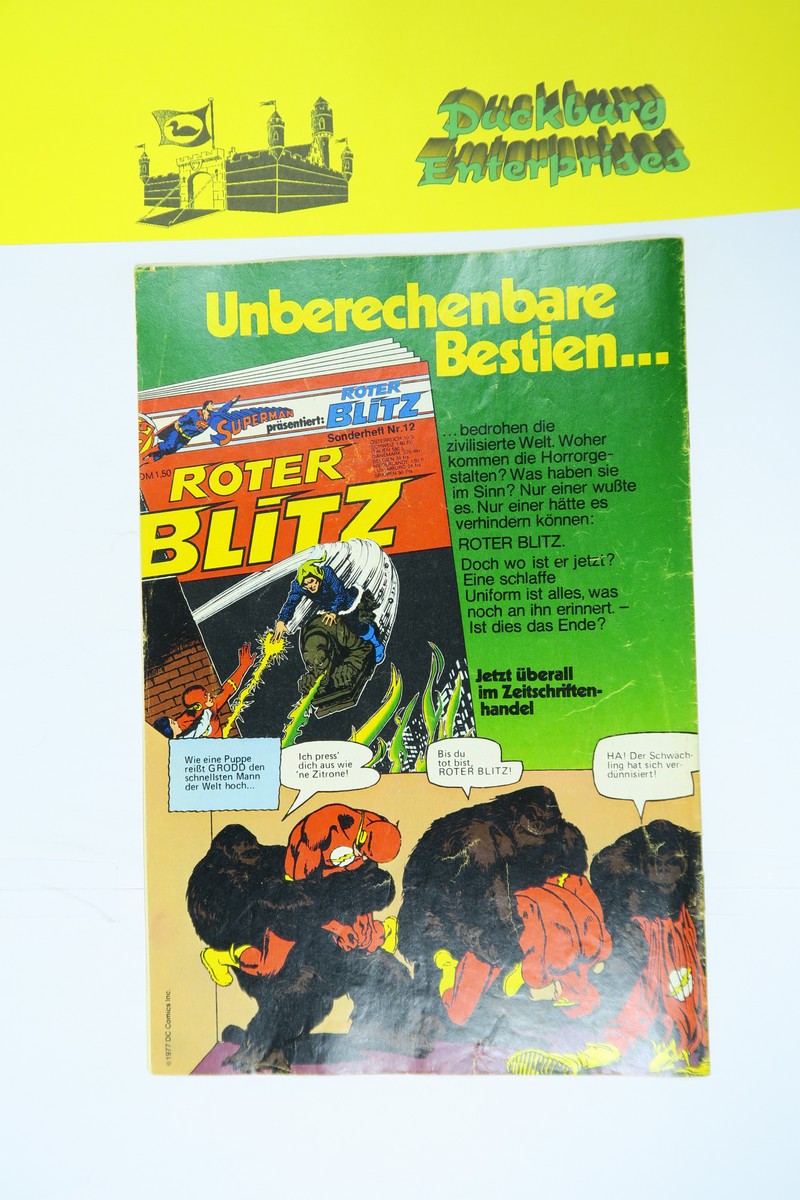 Duckburg
Enterprises
Unberechenbare
Bestien...
SUPERMAN
präsentiert:
ROTER
BLITZ
Sonderheft Nr.12
DM 1,50
ROTER
BLITZ
...bedrohen die
zivilisierte Welt. Woher
kommen die Horrorge-
stalten? Was haben sie
im Sinn? Nur einer wußte
es. Nur einer hätte es
verhindern können:
ROTER BLITZ.
Doch wo ist er jetzt?
Eine schlaffe
Uniform ist alles, was
noch an ihn erinnert. –
Ist dies das Ende?
Jetzt überall
im Zeitschriften-
handel
Wie eine Puppe
reißt GRODD den
schnellsten Mann
der Welt hoch...
Ich press'
dich aus wie
'ne Zitrone!
Bis du
tot bist,
ROTER BLITZ!
HA! Der Schwäch-
ling hat sich ver-
dünnisiert!
©1977 DC Comics Inc.